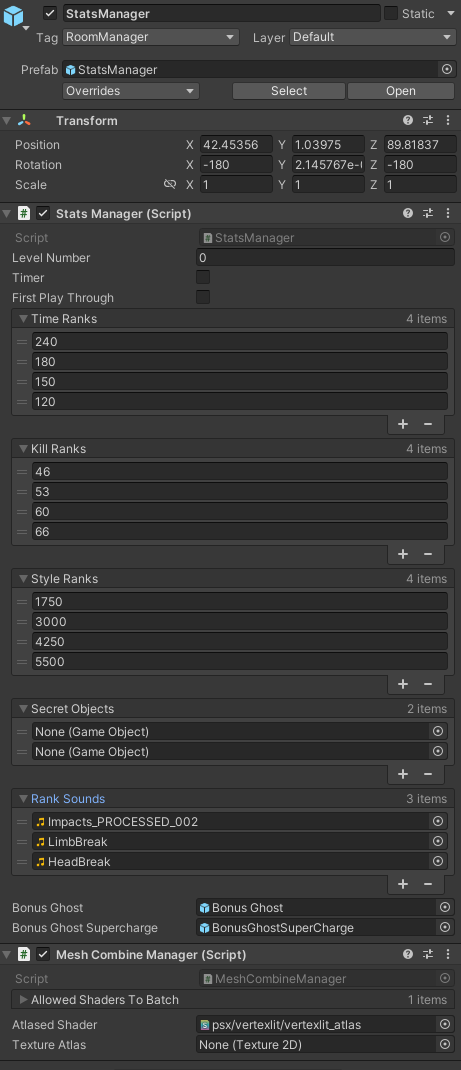 StatsManager Static
Tag RoomManager Layer Default
Prefab StatsManager
Overrides Select Open
Transform
Position X 42.45356 Y 1.03975 Z 89.81837
Rotation X -180 Y 2.145767e-( Z -180
Scale X 1 Y 1 Z 1
Stats Manager (Script)
Script StatsManager
Level Number 0
Timer
First Play Through
Time Ranks 4 items
240
180
150
120
+ −
Kill Ranks 4 items
46
53
60
66
+ −
Style Ranks 4 items
1750
3000
4250
5500
+ −
Secret Objects 2 items
None (Game Object)
None (Game Object)
+ −
Rank Sounds 3 items
Impacts_PROCESSED_002
LimbBreak
HeadBreak
+ −
Bonus Ghost Bonus Ghost
Bonus Ghost Supercharge BonusGhostSuperCharge
Mesh Combine Manager (Script)
Script MeshCombineManager
Allowed Shaders To Batch 1 items
Atlased Shader psx/vertexlit/vertexlit_atlas
Texture Atlas None (Texture 2D)